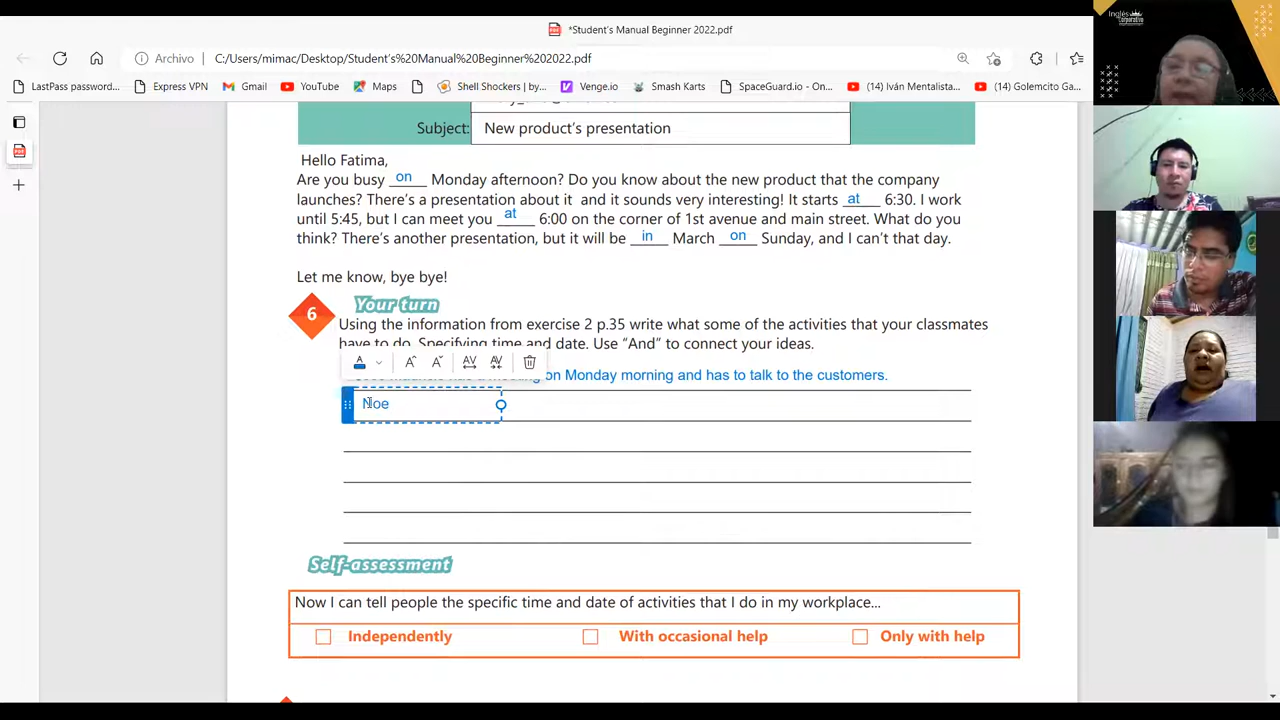 *Student's Manual Beginner 2022.pdf
Archivo
C:/Users/mimac/Desktop/Student's%20Manual%20Beginner%202022.pdf
LastPass password...
Express VPN
Gmail
YouTube
Maps
Shell Shockers | by...
Venge.io
Smash Karts
SpaceGuard.io - On...
(14) Iván Mentalista...
(14) Golemcito Ga...
Inglés
Corporativo
Subject: New product's presentation
Hello Fatima,
Are you busy on Monday afternoon? Do you know about the new product that the company
launches? There's a presentation about it and it sounds very interesting! It starts at 6:30. I work
until 5:45, but I can meet you at 6:00 on the corner of 1st avenue and main street. What do you
think? There's another presentation, but it will be in March on Sunday, and I can't that day.
Let me know, bye bye!
6
Your turn
Using the information from exercise 2 p.35 write what some of the activities that your classmates
have to do. Specifying time and date. Use "And" to connect your ideas.
on Monday morning and has to talk to the customers.
Noe
Self-assessment
Now I can tell people the specific time and date of activities that I do in my workplace...
Independently
With occasional help
Only with help